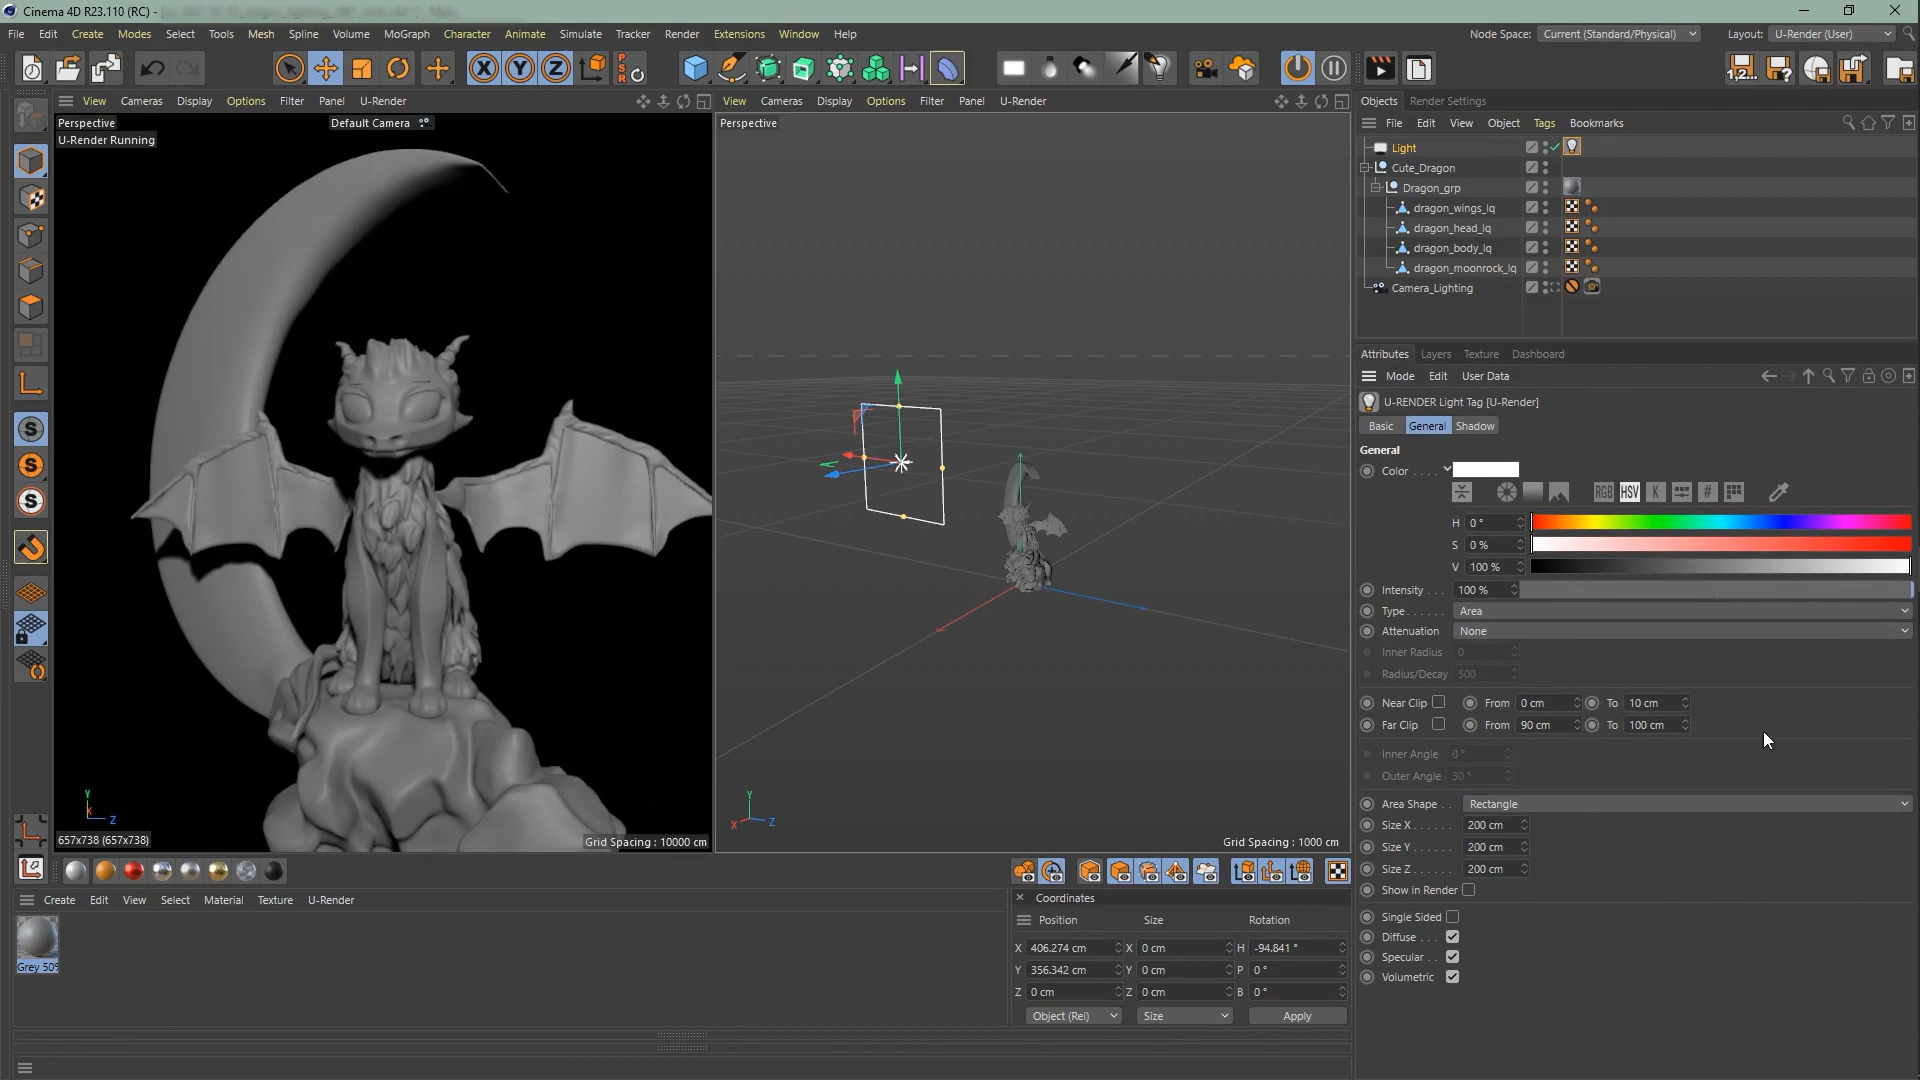 Cinema 4D R23.110 (RC) -
File Edit Create Modes Select Tools Mesh Spline Volume MoGraph Character Animate Simulate Tracker Render Extensions Window Help
Node Space: Current (Standard/Physical) Layout: U-Render (User)
View Cameras Display Options Filter Panel U-Render
Perspective
Default Camera
U-Render Running
657x738 (657x738)
Grid Spacing : 10000 cm
View Cameras Display Options Filter Panel U-Render
Perspective
Grid Spacing : 1000 cm
Objects Render Settings
File Edit View Object Tags Bookmarks
Light
Cute_Dragon
Dragon_grp
dragon_wings_lq
dragon_head_lq
dragon_body_lq
dragon_moonrock_lq
Camera_Lighting
Attributes Layers Texture Dashboard
Mode Edit User Data
U-RENDER Light Tag [U-Render]
Basic General Shadow
General
Color . . . .
RGB HSV K #
H 0 °
S 0 %
V 100 %
Intensity . . . 100 %
Type. . . . . . Area
Attenuation None
Inner Radius 0
Radius/Decay 500
Near Clip From 0 cm To 10 cm
Far Clip From 90 cm To 100 cm
Inner Angle 0 °
Outer Angle 30 °
Area Shape . . Rectangle
Size X. . . . . . 200 cm
Size Y. . . . . . 200 cm
Size Z. . . . . . 200 cm
Show in Render
Single Sided
Diffuse . . .
Specular . .
Volumetric
Create Edit View Select Material Texture U-Render
Grey 50%
Coordinates
Position Size Rotation
X 406.274 cm X 0 cm H -94.841 °
Y 356.342 cm Y 0 cm P 0 °
Z 0 cm Z 0 cm B 0 °
Object (Rel) Size Apply